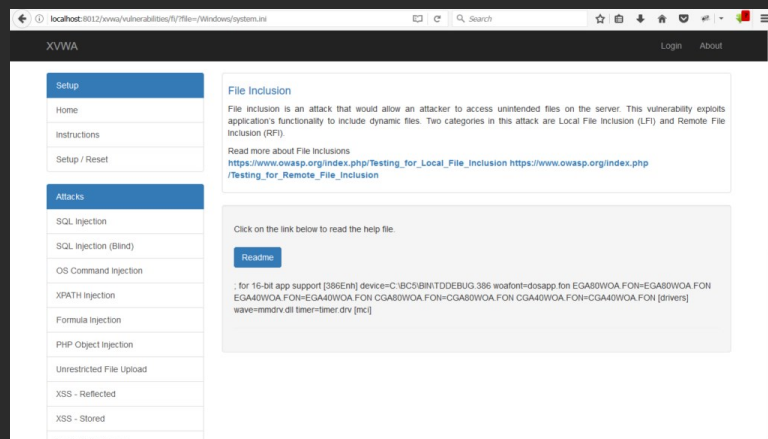 localhost:8012/xvwa/vulnerabilities/fi/?file=/Windows/system.ini
Search
XVWA
Login About
Setup
Home
Instructions
Setup / Reset
Attacks
SQL Injection
SQL Injection (Blind)
OS Command Injection
XPATH Injection
Formula Injection
PHP Object Injection
Unrestricted File Upload
XSS - Reflected
XSS - Stored
File Inclusion
File inclusion is an attack that would allow an attacker to access unintended files on the server. This vulnerability exploits
application's functionality to include dynamic files. Two categories in this attack are Local File Inclusion (LFI) and Remote File
Inclusion (RFI).
Read more about File Inclusions
https://www.owasp.org/index.php/Testing_for_Local_File_Inclusion https://www.owasp.org/index.php
/Testing_for_Remote_File_Inclusion
Click on the link below to read the help file.
Readme
; for 16-bit app support [386Enh] device=C:\BC5\BIN\TDDEBUG.386 woafont=dosapp.fon EGA80WOA.FON=EGA80WOA.FON
EGA40WOA.FON=EGA40WOA.FON CGA80WOA.FON=CGA80WOA.FON CGA40WOA.FON=CGA40WOA.FON [drivers]
wave=mmdrv.dll timer=timer.drv [mci]